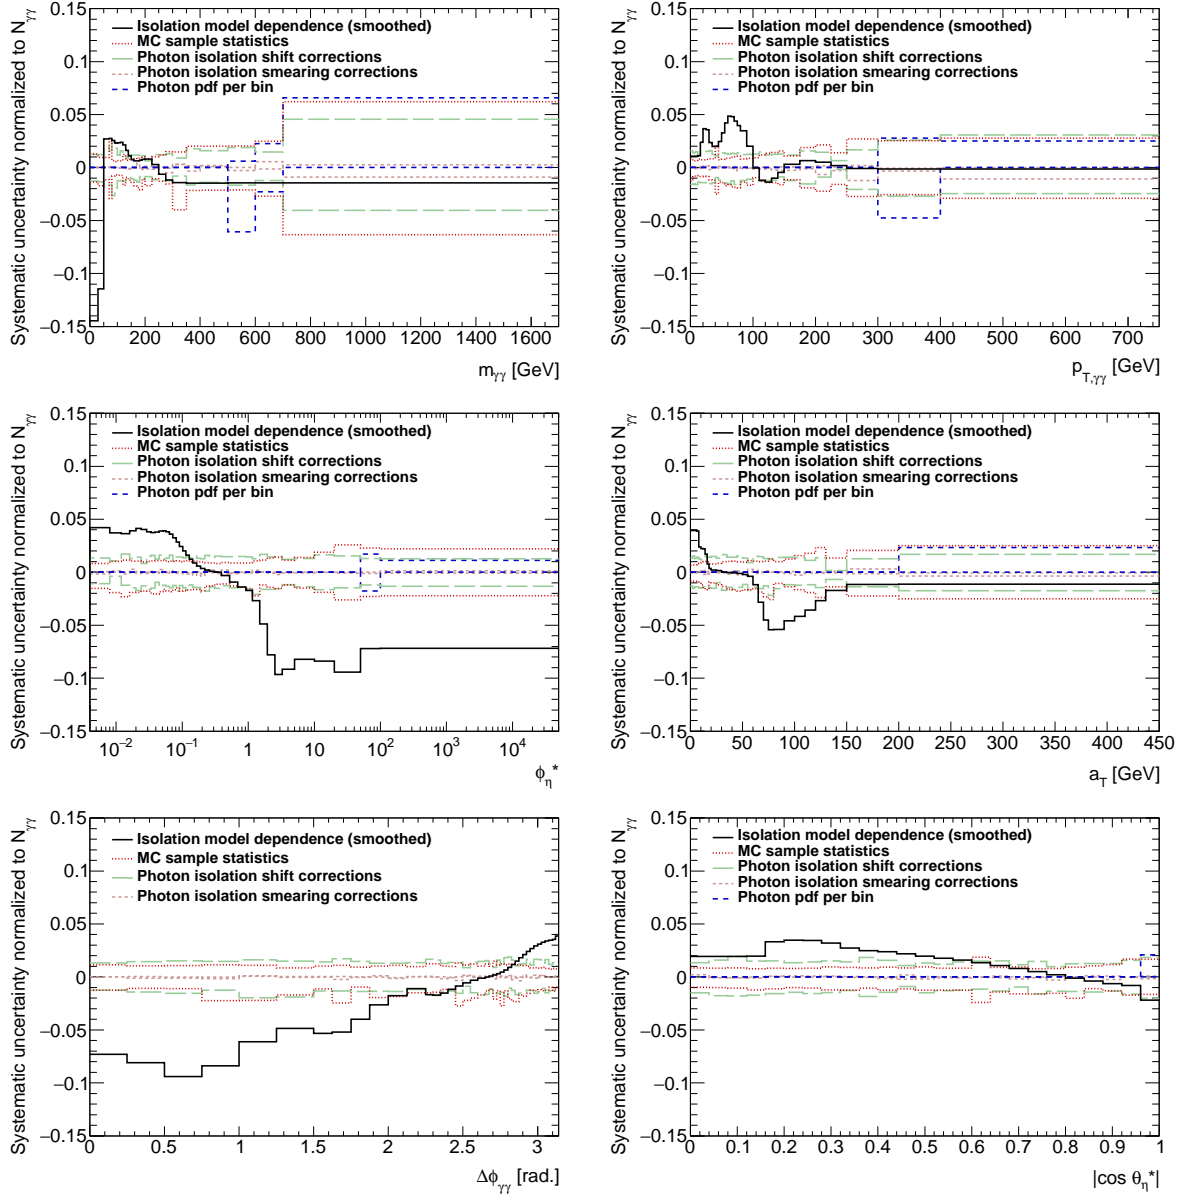 Systematic uncertainty normalized to Nγγ
0.15
0.1
0.05
0
−0.05
−0.1
−0.15
Isolation model dependence (smoothed)
MC sample statistics
Photon isolation shift corrections
Photon isolation smearing corrections
Photon pdf per bin
0 200 400 600 800 1000 1200 1400 1600
mγγ [GeV]
Systematic uncertainty normalized to Nγγ
0.15
0.1
0.05
0
−0.05
−0.1
−0.15
Isolation model dependence (smoothed)
MC sample statistics
Photon isolation shift corrections
Photon isolation smearing corrections
Photon pdf per bin
0 100 200 300 400 500 600 700
pT,γγ [GeV]
Systematic uncertainty normalized to Nγγ
0.15
0.1
0.05
0
−0.05
−0.1
−0.15
Isolation model dependence (smoothed)
MC sample statistics
Photon isolation shift corrections
Photon isolation smearing corrections
Photon pdf per bin
10⁻² 10⁻¹ 1 10 10² 10³ 10⁴
ϕη*
Systematic uncertainty normalized to Nγγ
0.15
0.1
0.05
0
−0.05
−0.1
−0.15
Isolation model dependence (smoothed)
MC sample statistics
Photon isolation shift corrections
Photon isolation smearing corrections
Photon pdf per bin
0 50 100 150 200 250 300 350 400 450
aT [GeV]
Systematic uncertainty normalized to Nγγ
0.15
0.1
0.05
0
−0.05
−0.1
−0.15
Isolation model dependence (smoothed)
MC sample statistics
Photon isolation shift corrections
Photon isolation smearing corrections
0 0.5 1 1.5 2 2.5 3
Δϕγγ [rad.]
Systematic uncertainty normalized to Nγγ
0.15
0.1
0.05
0
−0.05
−0.1
−0.15
Isolation model dependence (smoothed)
MC sample statistics
Photon isolation shift corrections
Photon isolation smearing corrections
Photon pdf per bin
0 0.1 0.2 0.3 0.4 0.5 0.6 0.7 0.8 0.9 1
|cos θη*|